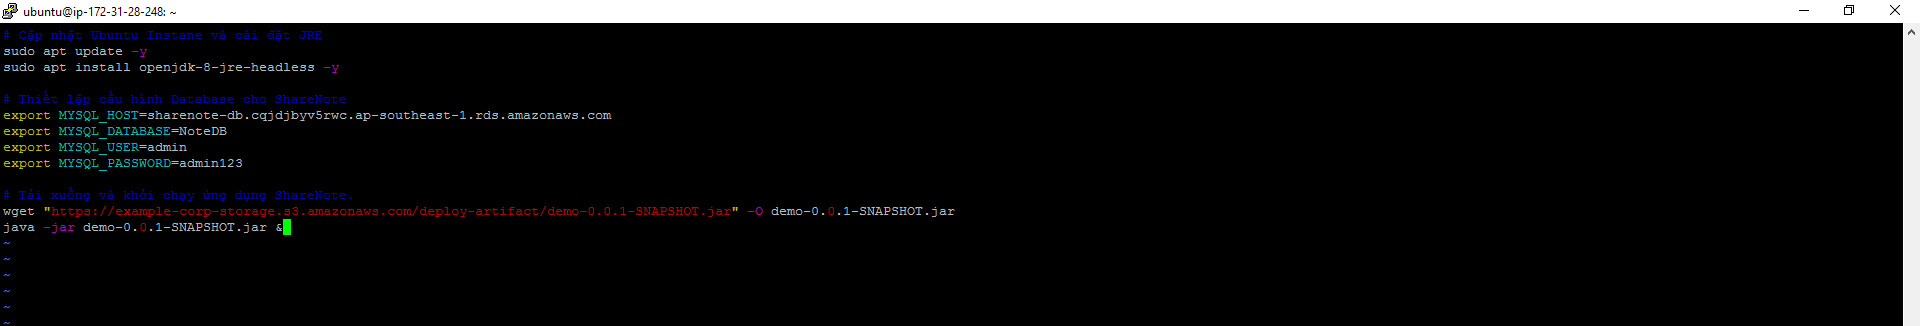 ubuntu@ip-172-31-28-248: ~
# Cập nhật Ubuntu Instane và cài đặt JRE
sudo apt update -y
sudo apt install openjdk-8-jre-headless -y
# Thiết lập cấu hình Database cho ShareNote
export MYSQL_HOST=sharenote-db.cqjdjbyv5rwc.ap-southeast-1.rds.amazonaws.com
export MYSQL_DATABASE=NoteDB
export MYSQL_USER=admin
export MYSQL_PASSWORD=admin123
# Tải xuống và khởi chạy ứng dụng ShareNote.
wget "https://example-corp-storage.s3.amazonaws.com/deploy-artifact/demo-0.0.1-SNAPSHOT.jar" -O demo-0.0.1-SNAPSHOT.jar
java -jar demo-0.0.1-SNAPSHOT.jar &
~
~
~
~
~
~